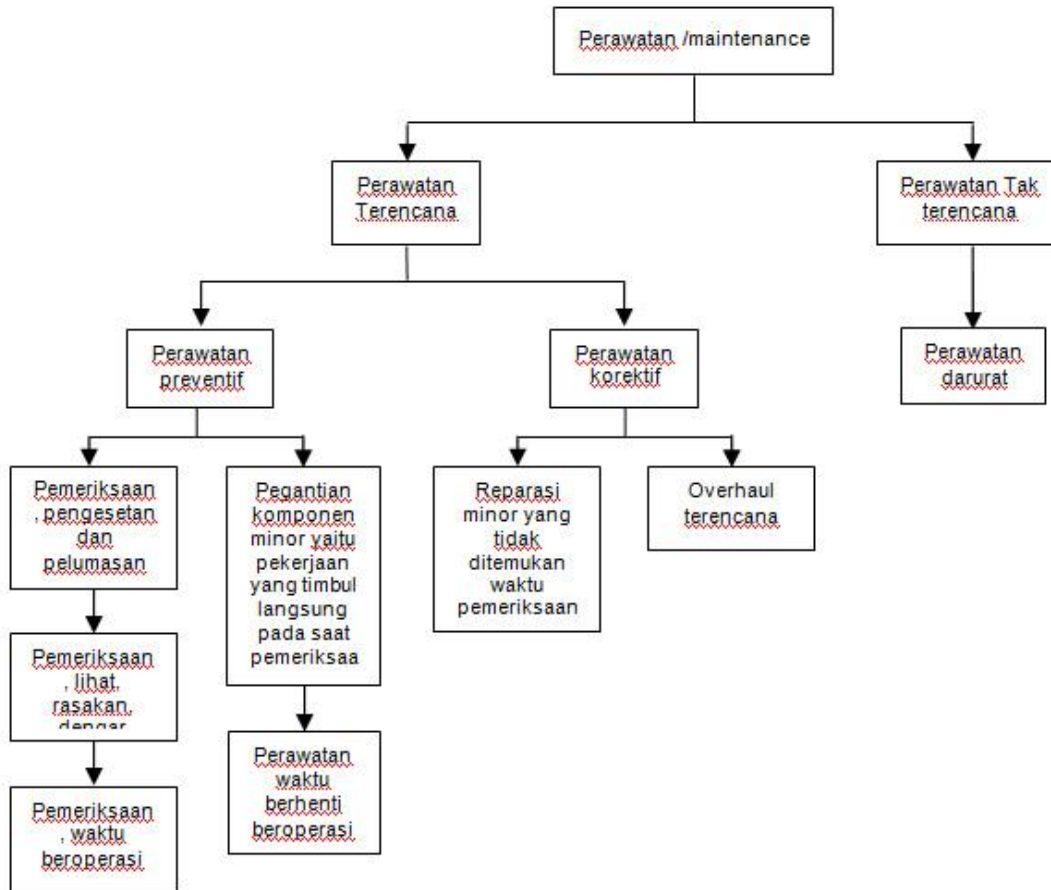 Perawatan /maintenance
Perawatan
Terencana
Perawatan Tak
terencana
Perawatan
preventif
Perawatan
korektif
Perawatan
darurat
Pemeriksaan
, pengesetan
dan
pelumasan
Pegantian
komponen
minor yaitu
pekerjaan
yang timbul
langsung
pada saat
pemeriksaa
Reparasi
minor yang
tidak
ditemukan
waktu
pemeriksaan
Overhaul
terencana
Pemeriksaan
, lihat,
rasakan,
dengar
Perawatan
waktu
berhenti
beroperasi
Pemeriksaan
, waktu
beroperasi